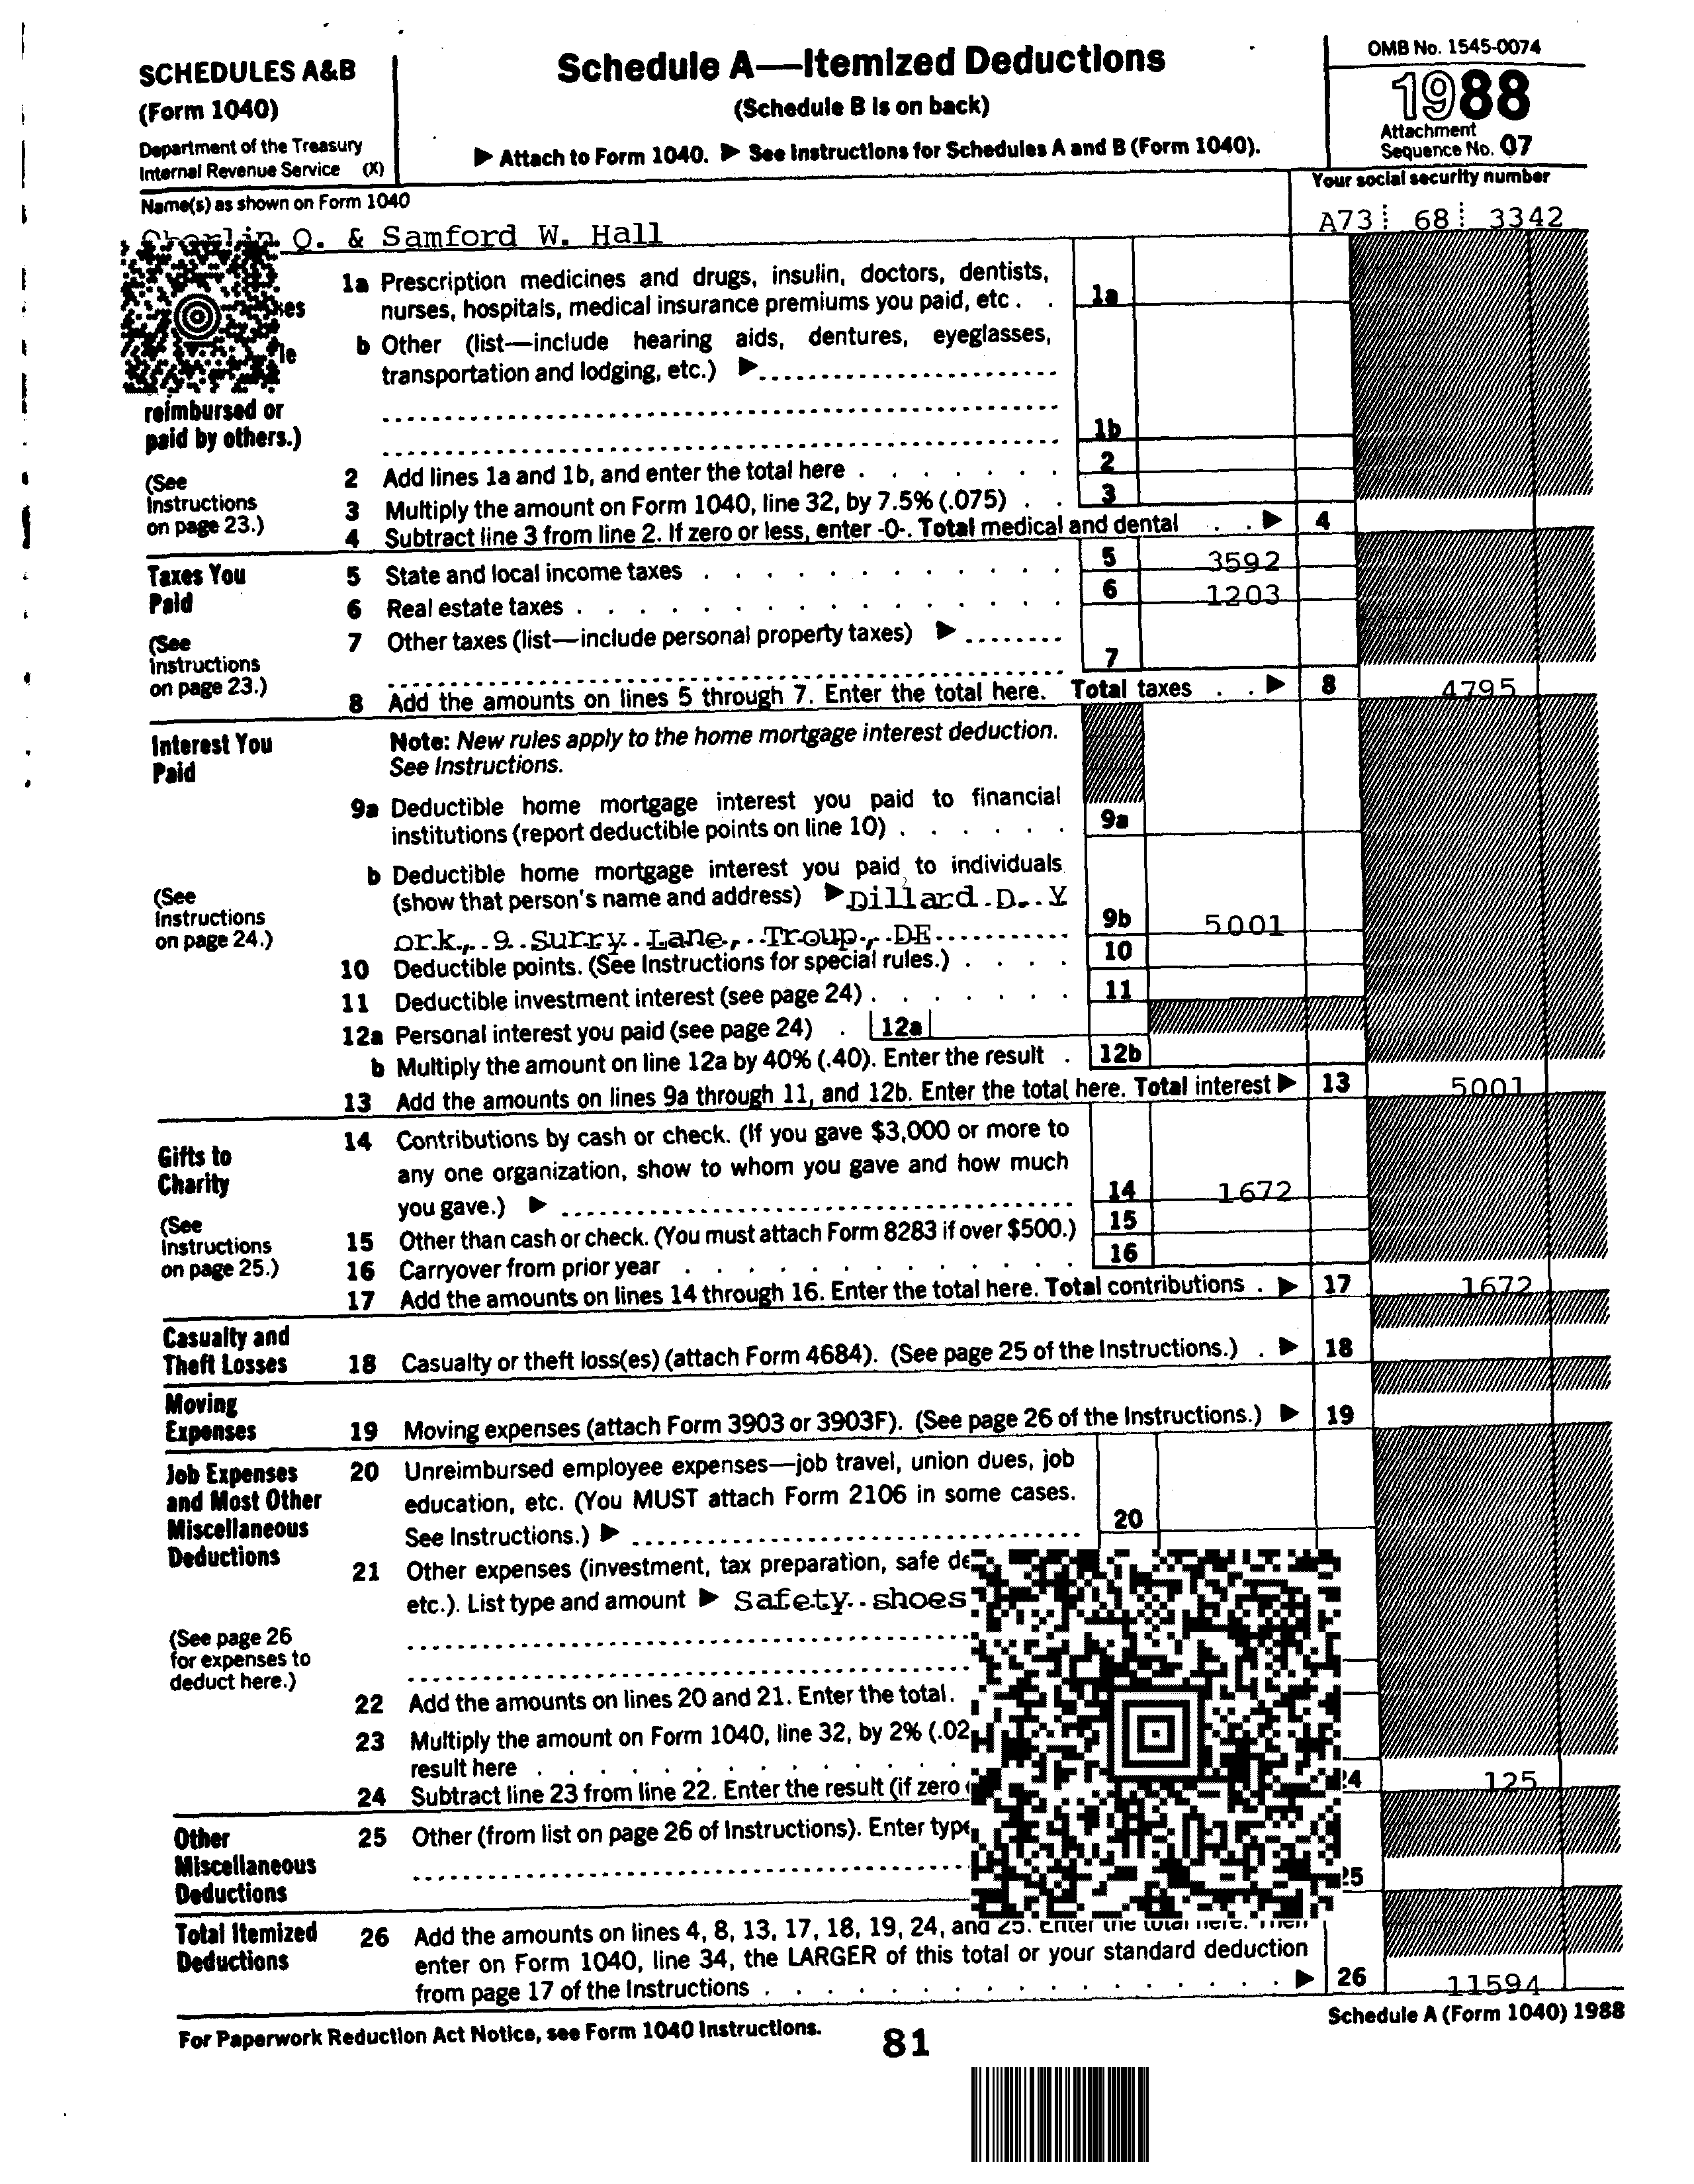 SCHEDULES A&B
(Form 1040)
Department of the Treasury
Internal Revenue Service (X)
Schedule A—Itemized Deductions
(Schedule B is on back)
▶ Attach to Form 1040. ▶ See Instructions for Schedules A and B (Form 1040).
OMB No. 1545-0074
1988
Attachment
Sequence No. 07
Name(s) as shown on Form 1040
Your social security number
Q. & Samford W. Hall
A73 68 3342
1a Prescription medicines and drugs, insulin, doctors, dentists,
nurses, hospitals, medical insurance premiums you paid, etc . . 1a
b Other (list—include hearing aids, dentures, eyeglasses,
transportation and lodging, etc.) ▶
reimbursed or
paid by others.)
1b
(See
Instructions
on page 23.)
2 Add lines 1a and 1b, and enter the total here . . . . . . . 2
3 Multiply the amount on Form 1040, line 32, by 7.5% (.075) . . 3
4 Subtract line 3 from line 2. If zero or less, enter -0-. Total medical and dental . . ▶ 4
Taxes You
Paid
(See
Instructions
on page 23.)
5 State and local income taxes . . . . . . . . . . . . 5 3592
6 Real estate taxes . . . . . . . . . . . . . . . . 6 1203
7 Other taxes (list—include personal property taxes) ▶
7
8 Add the amounts on lines 5 through 7. Enter the total here. Total taxes . . ▶ 8 4795
Interest You
Paid
Note: New rules apply to the home mortgage interest deduction.
See Instructions.
9a Deductible home mortgage interest you paid to financial
institutions (report deductible points on line 10) . . . . . . 9a
(See
Instructions
on page 24.)
b Deductible home mortgage interest you paid to individuals
(show that person's name and address) ▶ Dillard D. Y
ork, 9 Surry Lane, Troup, DE 9b 5001
10 Deductible points. (See Instructions for special rules.) . . . . 10
11 Deductible investment interest (see page 24) . . . . . . . 11
12a Personal interest you paid (see page 24) . 12a
b Multiply the amount on line 12a by 40% (.40). Enter the result . 12b
13 Add the amounts on lines 9a through 11, and 12b. Enter the total here. Total interest ▶ 13 5001
Gifts to
Charity
(See
Instructions
on page 25.)
14 Contributions by cash or check. (If you gave $3,000 or more to
any one organization, show to whom you gave and how much
you gave.) ▶ 14 1672
15 Other than cash or check. (You must attach Form 8283 if over $500.) 15
16 Carryover from prior year . . . . . . . . . . . . . 16
17 Add the amounts on lines 14 through 16. Enter the total here. Total contributions . ▶ 17 1672
Casualty and
Theft Losses
18 Casualty or theft loss(es) (attach Form 4684). (See page 25 of the Instructions.) . ▶ 18
Moving
Expenses
19 Moving expenses (attach Form 3903 or 3903F). (See page 26 of the Instructions.) ▶ 19
Job Expenses
and Most Other
Miscellaneous
Deductions
(See page 26
for expenses to
deduct here.)
20 Unreimbursed employee expenses—job travel, union dues, job
education, etc. (You MUST attach Form 2106 in some cases.
See Instructions.) ▶ 20
21 Other expenses (investment, tax preparation, safe
etc.). List type and amount ▶ Safety shoes
22 Add the amounts on lines 20 and 21. Enter the total.
23 Multiply the amount on Form 1040, line 32, by 2% (.02
result here . . . . . . . . . . .
24 Subtract line 23 from line 22. Enter the result (if zero 125
Other
Miscellaneous
Deductions
25 Other (from list on page 26 of Instructions). Enter type
Total Itemized
Deductions
26 Add the amounts on lines 4, 8, 13, 17, 18, 19, 24, and 25. Enter the total here. Then
enter on Form 1040, line 34, the LARGER of this total or your standard deduction
from page 17 of the Instructions . . . . . . . . . . . . . . . . . ▶ 26 11594
For Paperwork Reduction Act Notice, see Form 1040 Instructions.
81
Schedule A (Form 1040) 1988